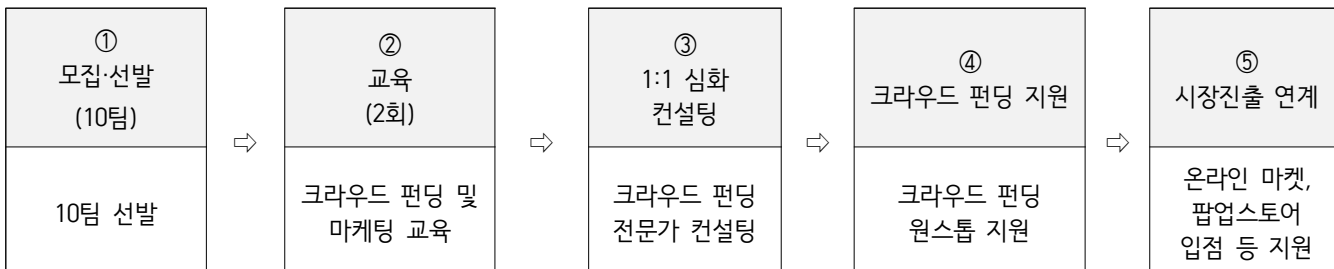 ①
모집·선발
(10팀)
10팀 선발
⇨
②
교육
(2회)
크라우드 펀딩 및
마케팅 교육
⇨
③
1:1 심화
컨설팅
크라우드 펀딩
전문가 컨설팅
⇨
④
크라우드 펀딩 지원
크라우드 펀딩
원스톱 지원
⇨
⑤
시장진출 연계
온라인 마켓,
팝업스토어
입점 등 지원